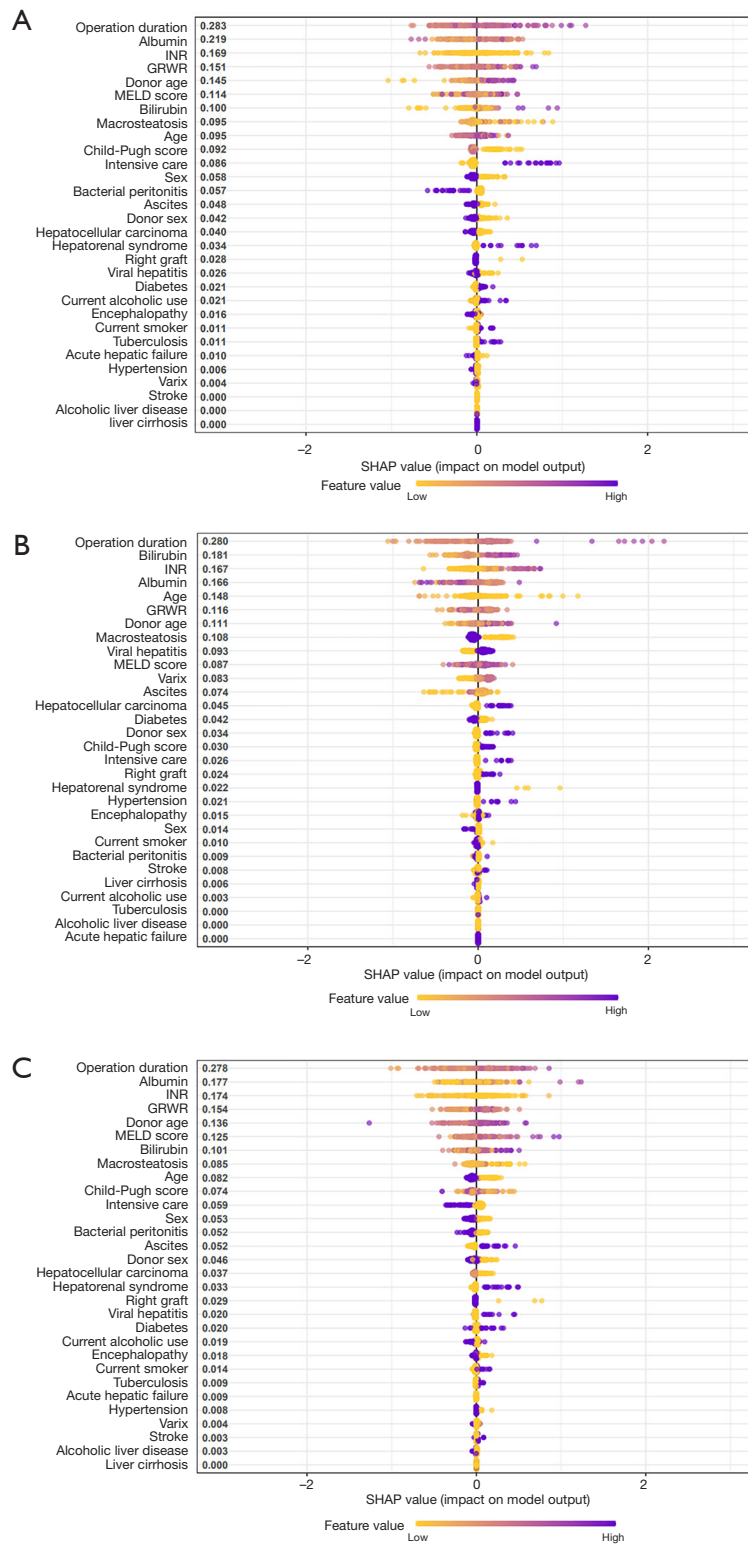 A
Operation duration 0.283
Albumin 0.219
INR 0.169
GRWR 0.151
Donor age 0.145
MELD score 0.114
Bilirubin 0.100
Macrosteatosis 0.095
Age 0.095
Child-Pugh score 0.092
Intensive care 0.086
Sex 0.058
Bacterial peritonitis 0.057
Ascites 0.048
Donor sex 0.042
Hepatocellular carcinoma 0.040
Hepatorenal syndrome 0.034
Right graft 0.028
Viral hepatitis 0.026
Diabetes 0.021
Current alcoholic use 0.021
Encephalopathy 0.016
Current smoker 0.011
Tuberculosis 0.011
Acute hepatic failure 0.010
Hypertension 0.006
Varix 0.004
Stroke 0.000
Alcoholic liver disease 0.000
liver cirrhosis 0.000
−2 0 2
SHAP value (impact on model output)
Feature value
Low High
B
Operation duration 0.280
Bilirubin 0.181
INR 0.167
Albumin 0.166
Age 0.148
GRWR 0.116
Donor age 0.111
Macrosteatosis 0.108
Viral hepatitis 0.093
MELD score 0.087
Varix 0.083
Ascites 0.074
Hepatocellular carcinoma 0.045
Diabetes 0.042
Donor sex 0.034
Child-Pugh score 0.030
Intensive care 0.026
Right graft 0.024
Hepatorenal syndrome 0.022
Hypertension 0.021
Encephalopathy 0.015
Sex 0.014
Current smoker 0.010
Bacterial peritonitis 0.009
Stroke 0.008
Liver cirrhosis 0.006
Current alcoholic use 0.003
Tuberculosis 0.000
Alcoholic liver disease 0.000
Acute hepatic failure 0.000
−2 0 2
SHAP value (impact on model output)
Feature value
Low High
C
Operation duration 0.278
Albumin 0.177
INR 0.174
GRWR 0.154
Donor age 0.136
MELD score 0.125
Bilirubin 0.101
Macrosteatosis 0.085
Age 0.082
Child-Pugh score 0.074
Intensive care 0.059
Sex 0.053
Bacterial peritonitis 0.052
Ascites 0.052
Donor sex 0.046
Hepatocellular carcinoma 0.037
Hepatorenal syndrome 0.033
Right graft 0.029
Viral hepatitis 0.020
Diabetes 0.020
Current alcoholic use 0.019
Encephalopathy 0.018
Current smoker 0.014
Tuberculosis 0.009
Acute hepatic failure 0.009
Hypertension 0.008
Varix 0.004
Stroke 0.003
Alcoholic liver disease 0.003
Liver cirrhosis 0.000
−2 0 2
SHAP value (impact on model output)
Feature value
Low High